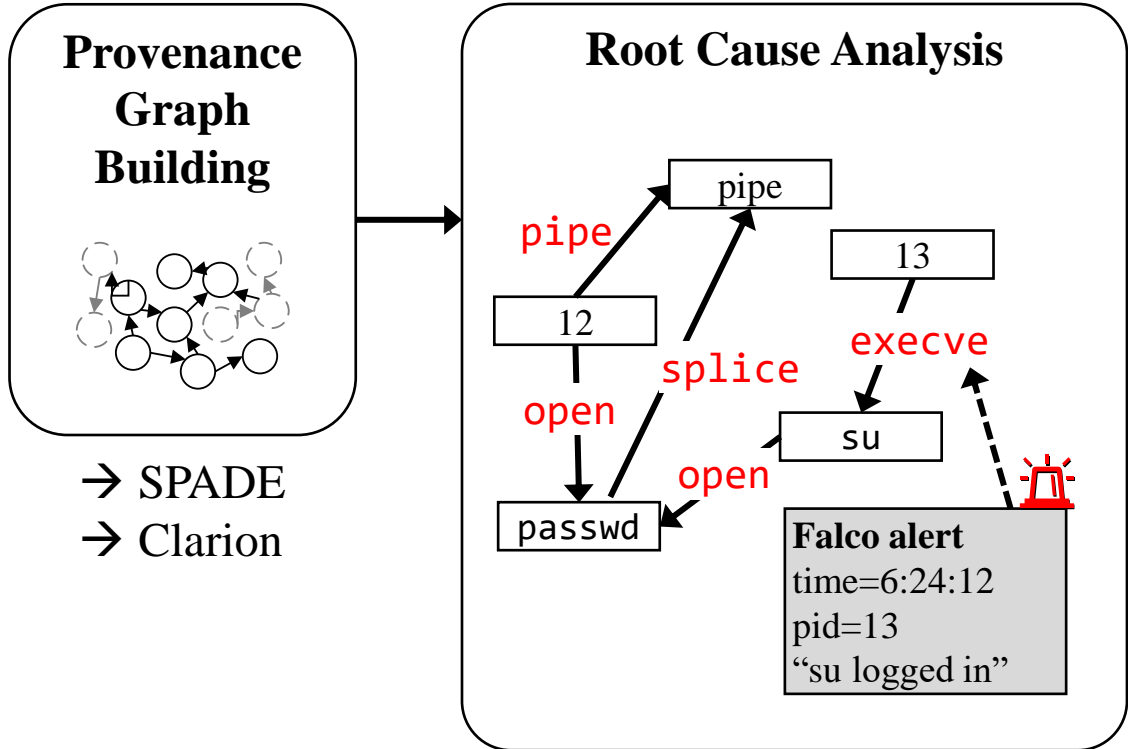 Provenance
Graph
Building
→ SPADE
→ Clarion
Root Cause Analysis
pipe
pipe
13
12
execve
splice
open
su
open
passwd
Falco alert
time=6:24:12
pid=13
“su logged in”